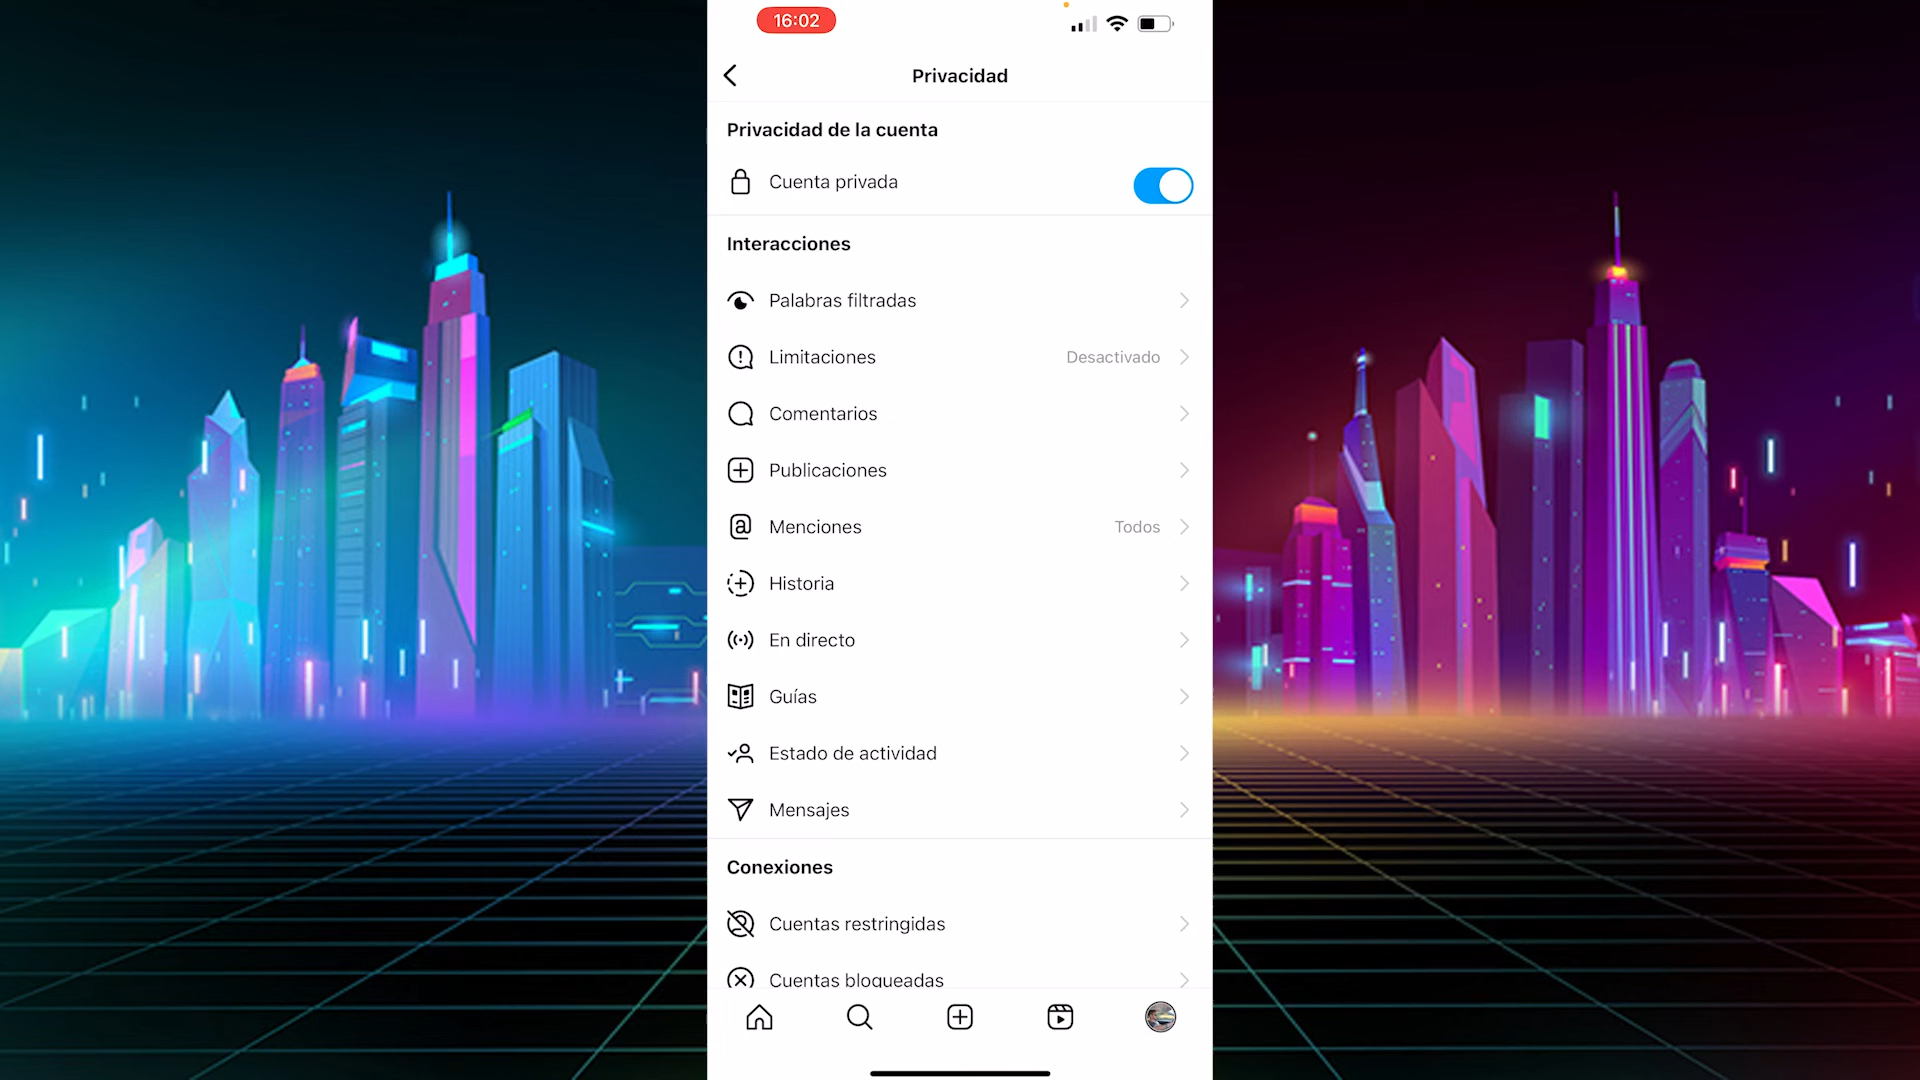 16:02
Privacidad
Privacidad de la cuenta
Cuenta privada
Interacciones
Palabras filtradas
Limitaciones Desactivado
Comentarios
Publicaciones
Menciones Todos
Historia
En directo
Guías
Estado de actividad
Mensajes
Conexiones
Cuentas restringidas
Cuentas bloqueadas